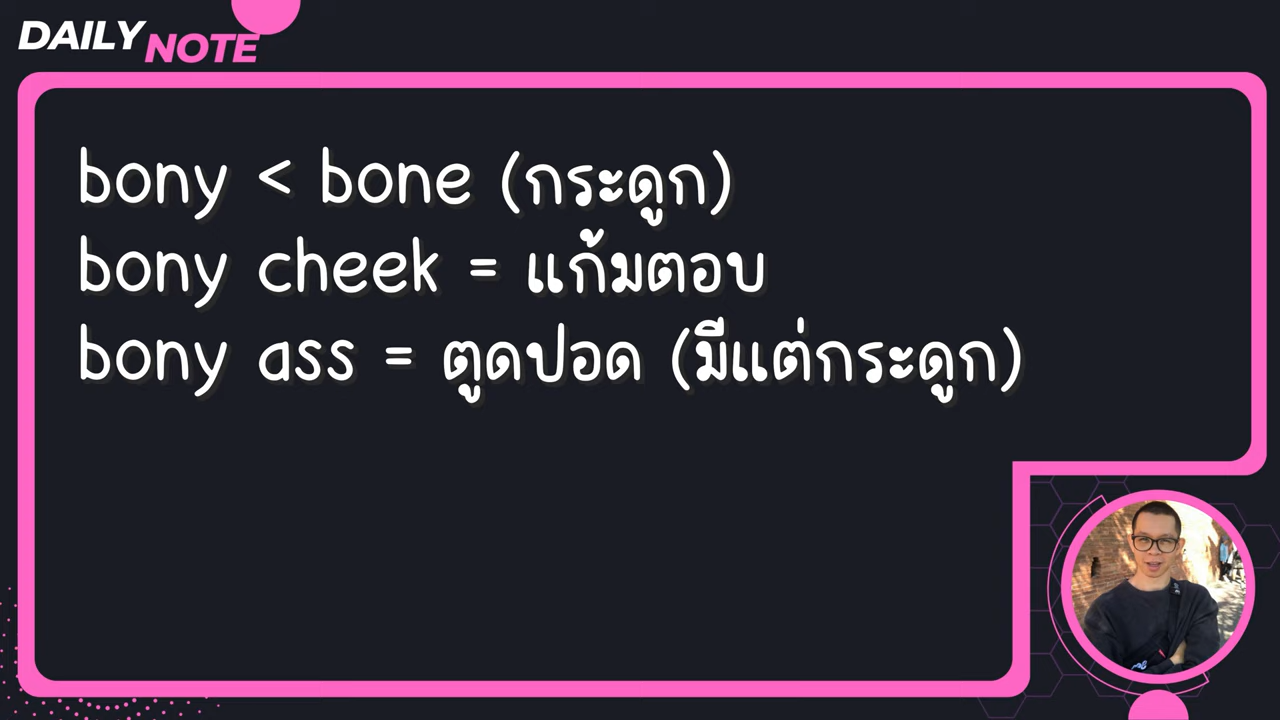 DAILY NOTE
bony < bone (กระดูก)
bony cheek = แก้มตอบ
bony ass = ตูดปอด (มีแต่กระดูก)